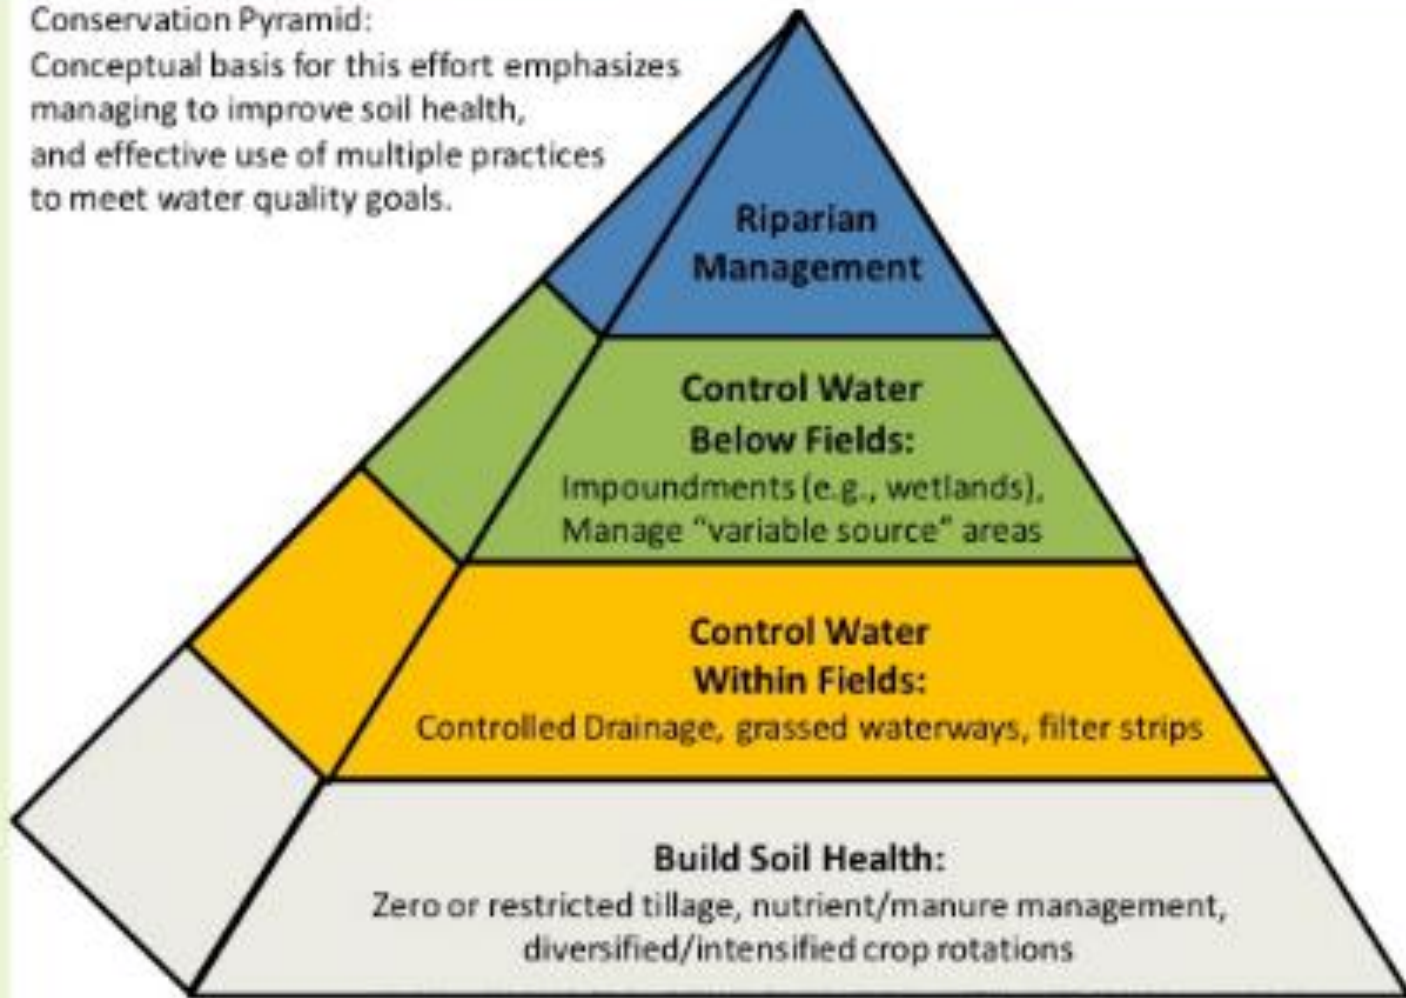 Conservation Pyramid:
Conceptual basis for this effort emphasizes
managing to improve soil health,
and effective use of multiple practices
to meet water quality goals.
Riparian
Management
Control Water
Below Fields:
Impoundments (e.g., wetlands),
Manage “variable source” areas
Control Water
Within Fields:
Controlled Drainage, grassed waterways, filter strips
Build Soil Health:
Zero or restricted tillage, nutrient/manure management,
diversified/intensified crop rotations